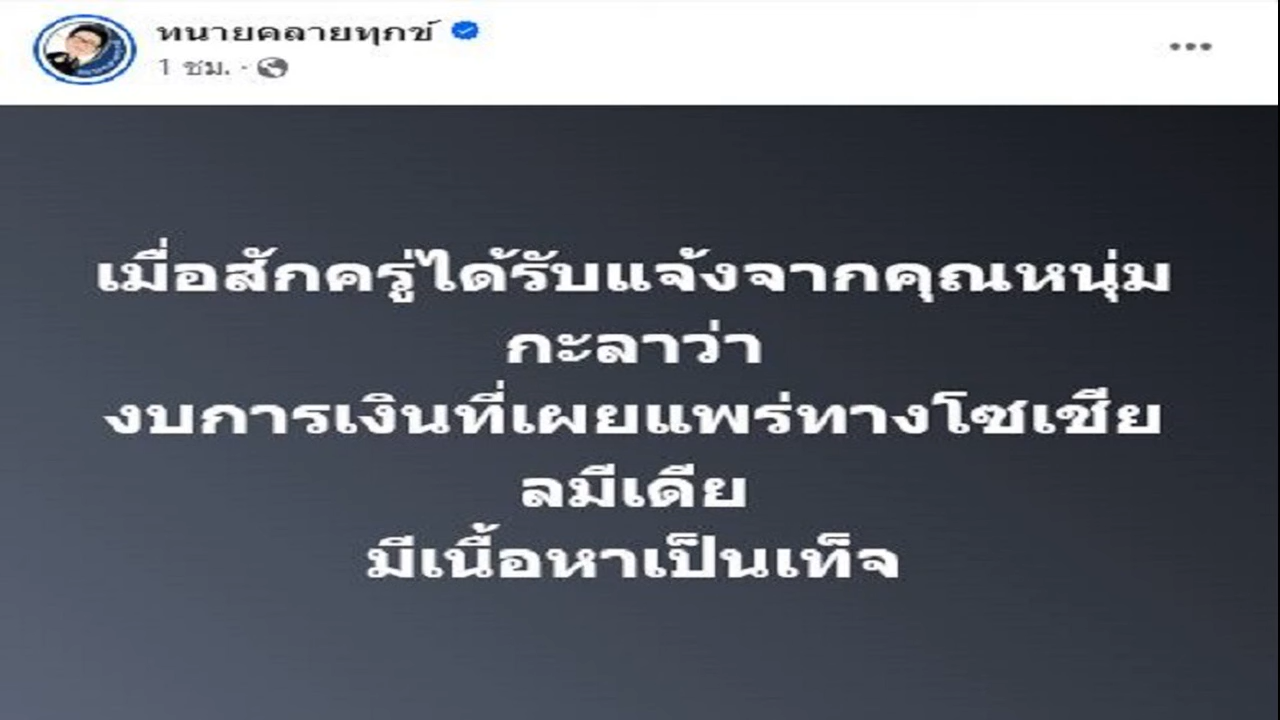 ทนายคลายทุกข์
1 ชม. ·
เมื่อสักครู่ได้รับแจ้งจากคุณหนุ่ม
กะลาว่า
งบการเงินที่เผยแพร่ทางโซเชีย
ลมีเดีย
มีเนื้อหาเป็นเท็จ